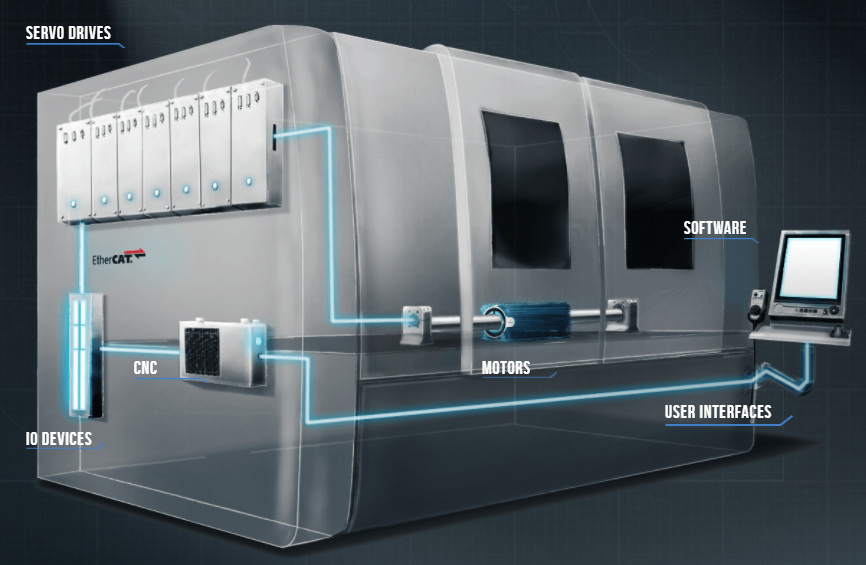 SERVO DRIVES
SOFTWARE
EtherCAT
CNC
MOTORS
USER INTERFACES
IO DEVICES